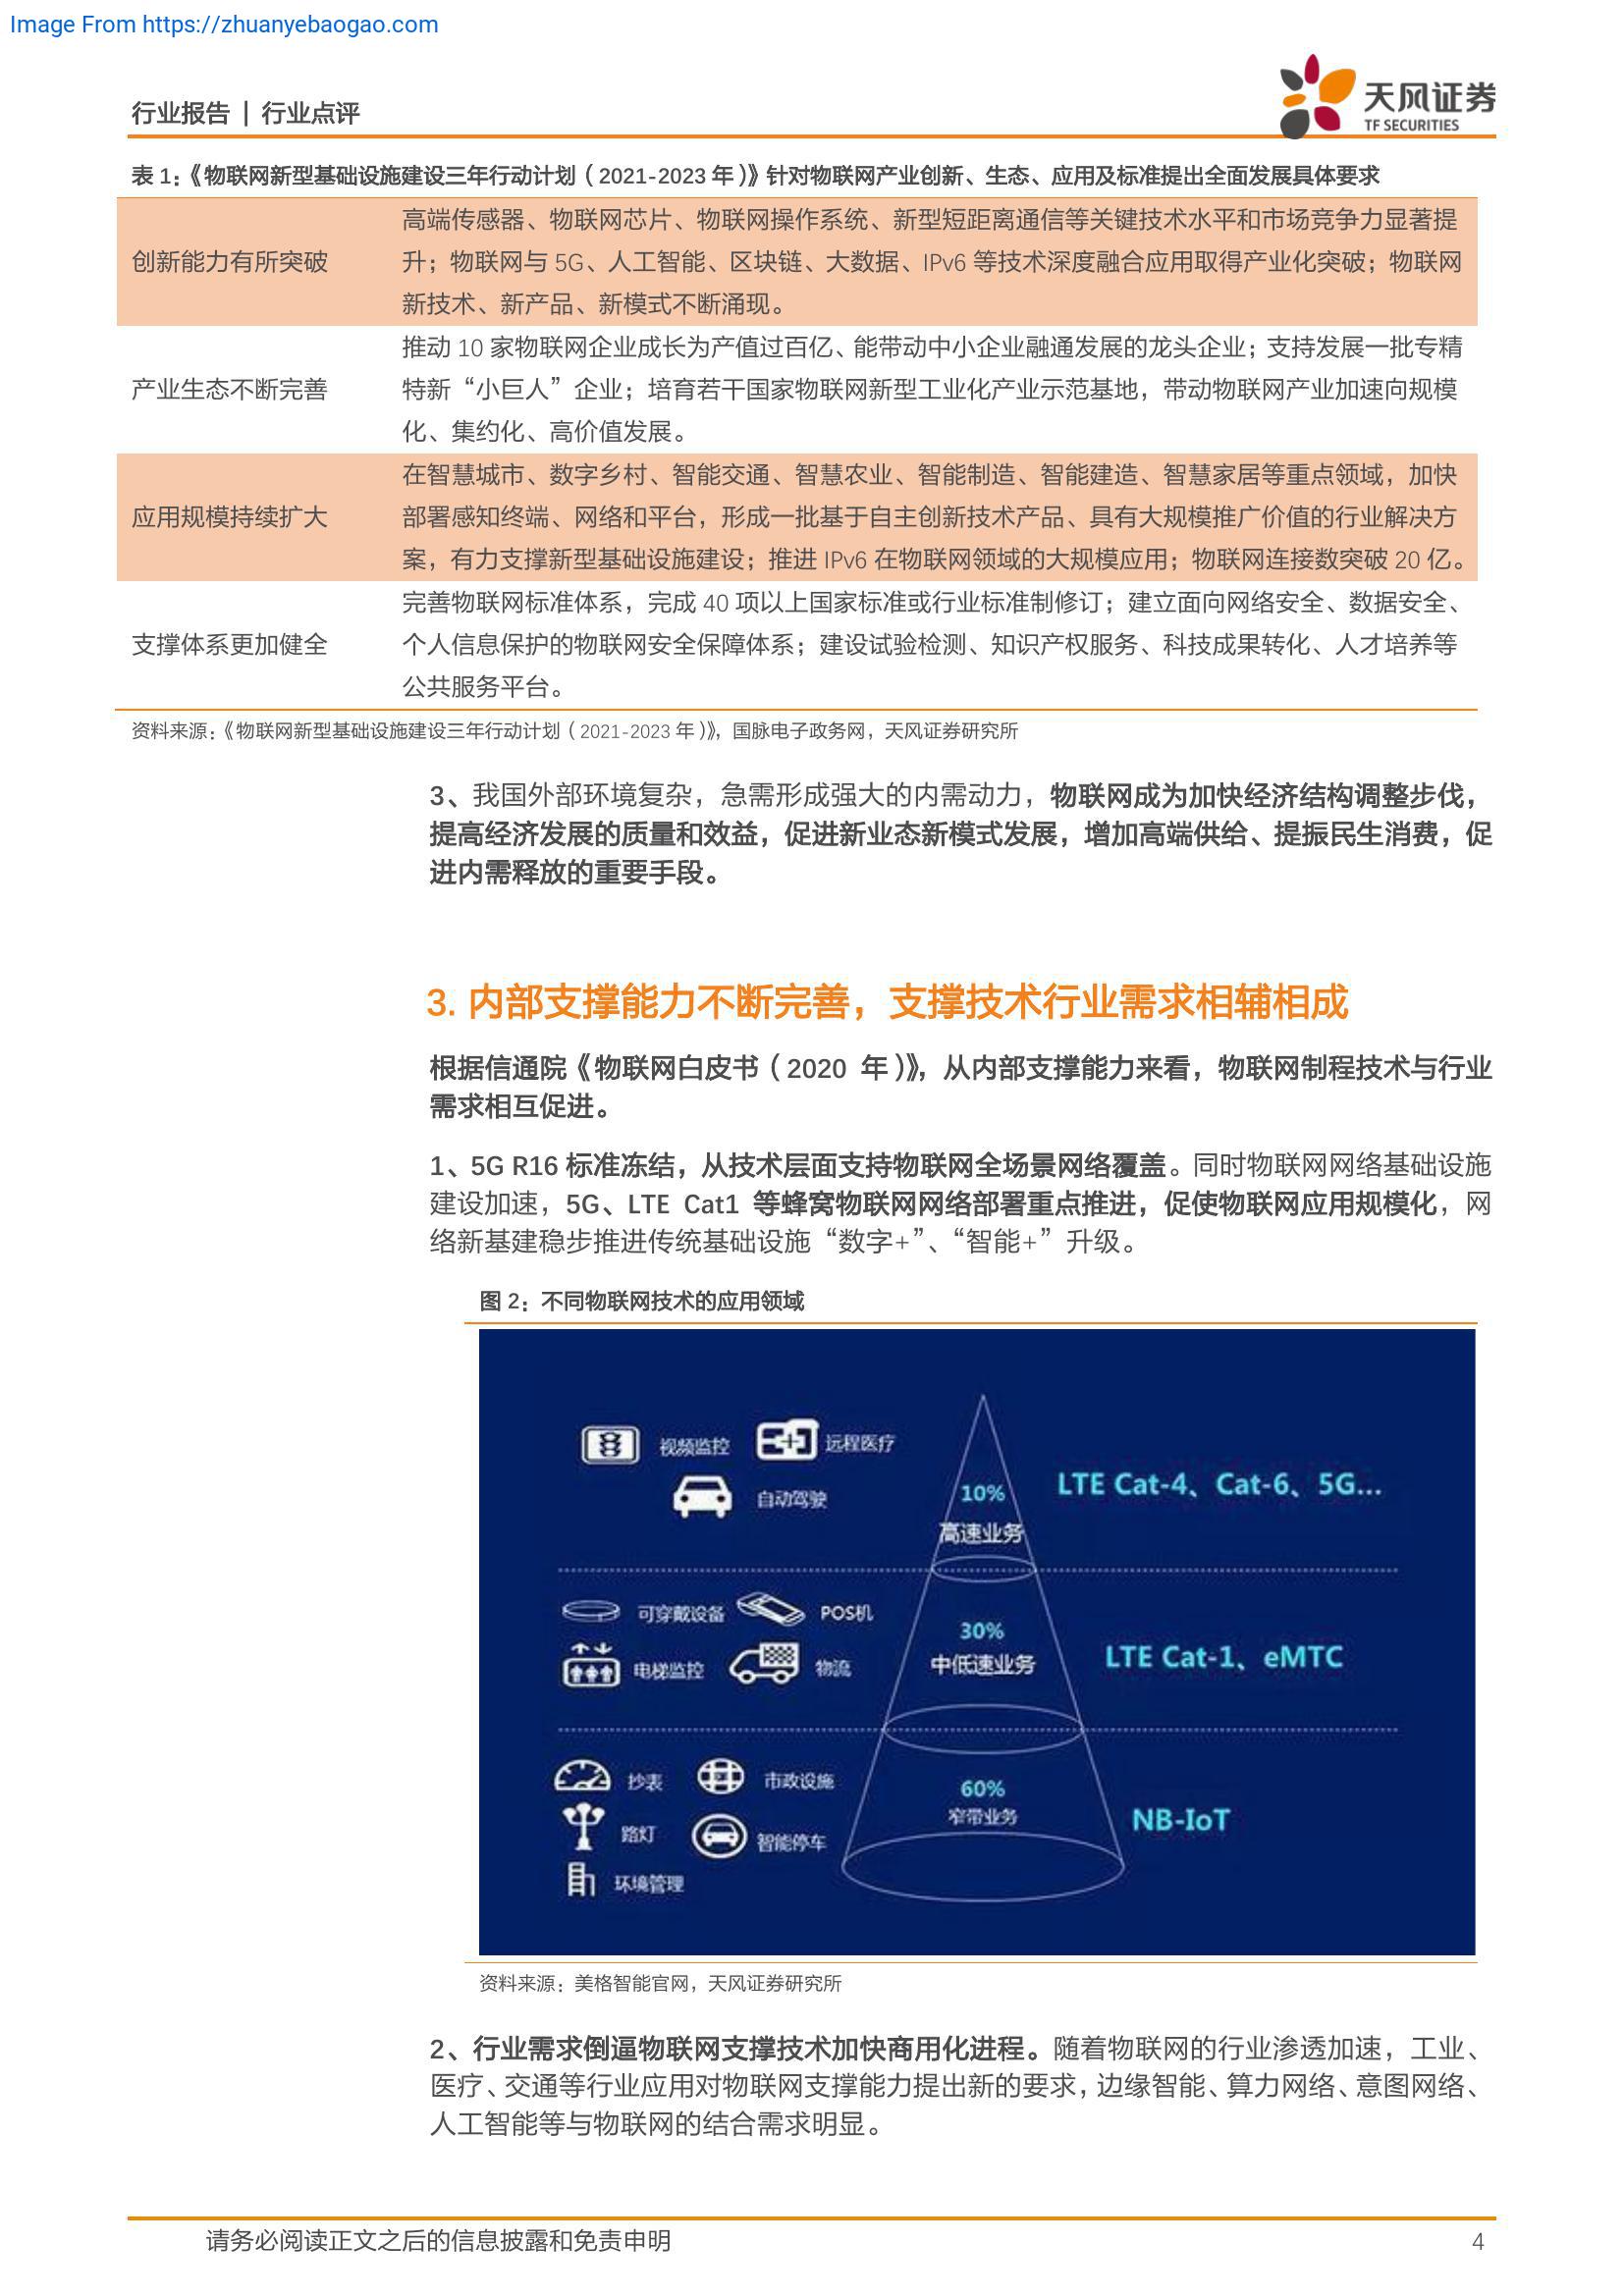 Image From https://zhuanyebaogao.com
行业报告 | 行业点评
天风证券
TF SECURITIES
表 1：《物联网新型基础设施建设三年行动计划（2021-2023 年）》针对物联网产业创新、生态、应用及标准提出全面发展具体要求
创新能力有所突破
高端传感器、物联网芯片、物联网操作系统、新型短距离通信等关键技术水平和市场竞争力显著提
升；物联网与 5G、人工智能、区块链、大数据、IPv6 等技术深度融合应用取得产业化突破；物联网
新技术、新产品、新模式不断涌现。
产业生态不断完善
推动 10 家物联网企业成长为产值过百亿、能带动中小企业融通发展的龙头企业；支持发展一批专精
特新“小巨人”企业；培育若干国家物联网新型工业化产业示范基地，带动物联网产业加速向规模
化、集约化、高价值发展。
应用规模持续扩大
在智慧城市、数字乡村、智能交通、智慧农业、智能制造、智能建造、智慧家居等重点领域，加快
部署感知终端、网络和平台，形成一批基于自主创新技术产品、具有大规模推广价值的行业解决方
案，有力支撑新型基础设施建设；推进 IPv6 在物联网领域的大规模应用；物联网连接数突破 20 亿。
支撑体系更加健全
完善物联网标准体系，完成 40 项以上国家标准或行业标准制修订；建立面向网络安全、数据安全、
个人信息保护的物联网安全保障体系；建设试验检测、知识产权服务、科技成果转化、人才培养等
公共服务平台。
资料来源：《物联网新型基础设施建设三年行动计划（2021-2023 年）》，国脉电子政务网，天风证券研究所
3、我国外部环境复杂，急需形成强大的内需动力，物联网成为加快经济结构调整步伐，
提高经济发展的质量和效益，促进新业态新模式发展，增加高端供给、提振民生消费，促
进内需释放的重要手段。
3. 内部支撑能力不断完善，支撑技术行业需求相辅相成
根据信通院《物联网白皮书（2020 年）》，从内部支撑能力来看，物联网制程技术与行业
需求相互促进。
1、5G R16 标准冻结，从技术层面支持物联网全场景网络覆盖。同时物联网网络基础设施
建设加速，5G、LTE Cat1 等蜂窝物联网网络部署重点推进，促使物联网应用规模化，网
络新基建稳步推进传统基础设施“数字+”、“智能+”升级。
图 2：不同物联网技术的应用领域
视频监控
远程医疗
自动驾驶
10%
高速业务
LTE Cat-4、Cat-6、5G...
可穿戴设备
POS机
电梯监控
物流
30%
中低速业务
LTE Cat-1、eMTC
抄表
市政设施
路灯
智能停车
环境管理
60%
窄带业务
NB-IoT
资料来源：美格智能官网，天风证券研究所
2、行业需求倒逼物联网支撑技术加快商用化进程。随着物联网的行业渗透加速，工业、
医疗、交通等行业应用对物联网支撑能力提出新的要求，边缘智能、算力网络、意图网络、
人工智能等与物联网的结合需求明显。
请务必阅读正文之后的信息披露和免责申明
4